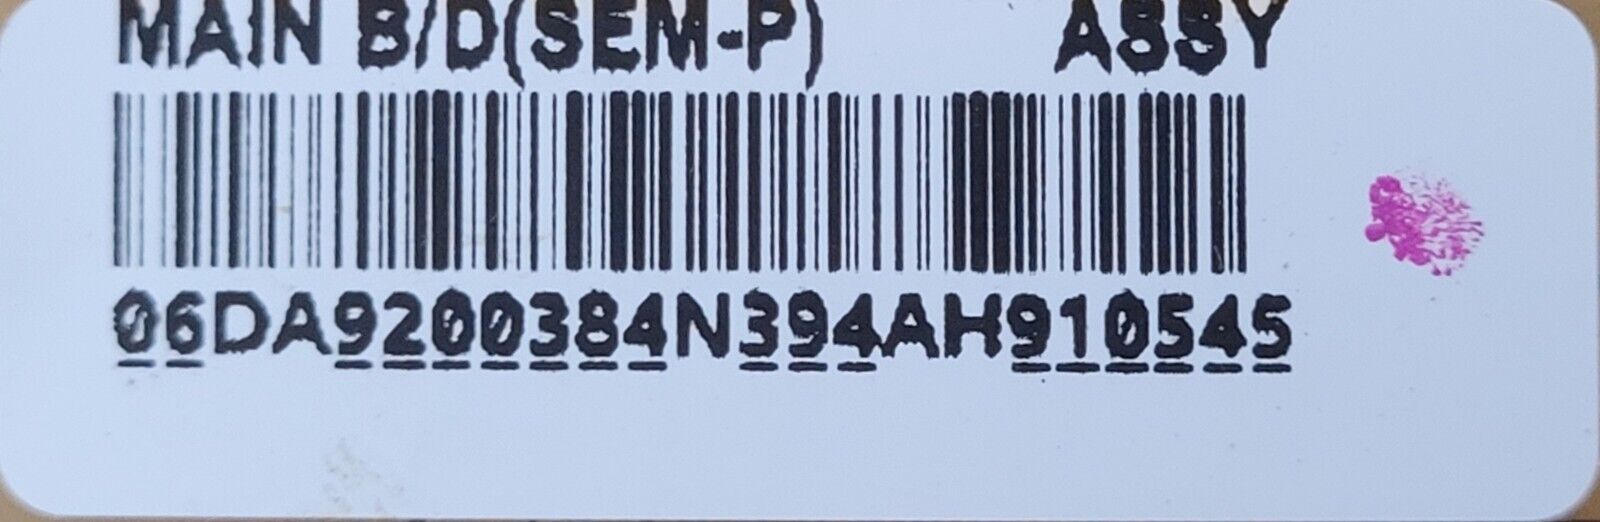 MAIN B/D(SEM-P) ASSY
06DA9200384N394AH910545